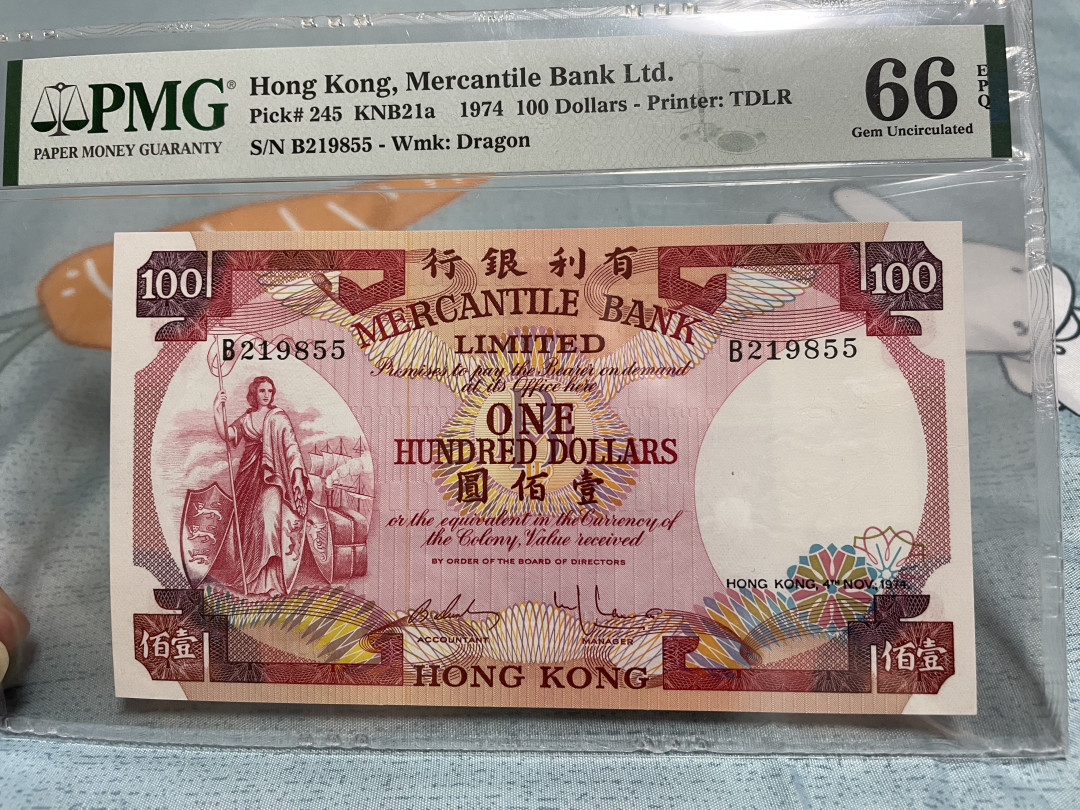 PMG®
PAPER MONEY GUARANTY
Hong Kong, Mercantile Bank Ltd.
Pick# 245 KNB21a 1974 100 Dollars - Printer: TDLR
S/N B219855 - Wmk: Dragon
66 EPQ
Gem Uncirculated
行銀利有
100 100
MERCANTILE BANK
LIMITED
B219855 B219855
Promises to pay the Bearer on demand
at its Office here
ONE
HUNDRED DOLLARS
圓佰壹
or the equivalent in the Currency of
the Colony, Value received
BY ORDER OF THE BOARD OF DIRECTORS
HONG KONG, 4TH NOV. 1974.
ACCOUNTANT MANAGER
佰壹 佰壹
HONG KONG